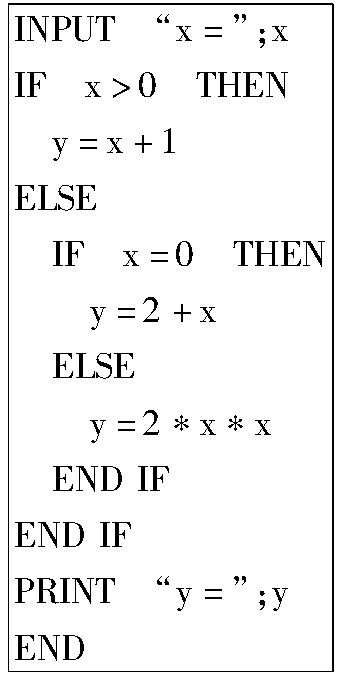 INPUT “x=”;x
IF x>0 THEN
y=x+1
ELSE
IF x=0 THEN
y=2+x
ELSE
y=2*x*x
END IF
END IF
PRINT “y=”;y
END